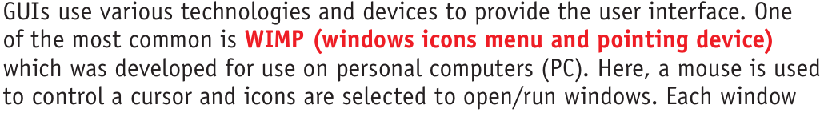 GUIs use various technologies and devices to provide the user interface. One
of the most common is WIMP (windows icons menu and pointing device)
which was developed for use on personal computers (PC). Here, a mouse is used
to control a cursor and icons are selected to open/run windows. Each window